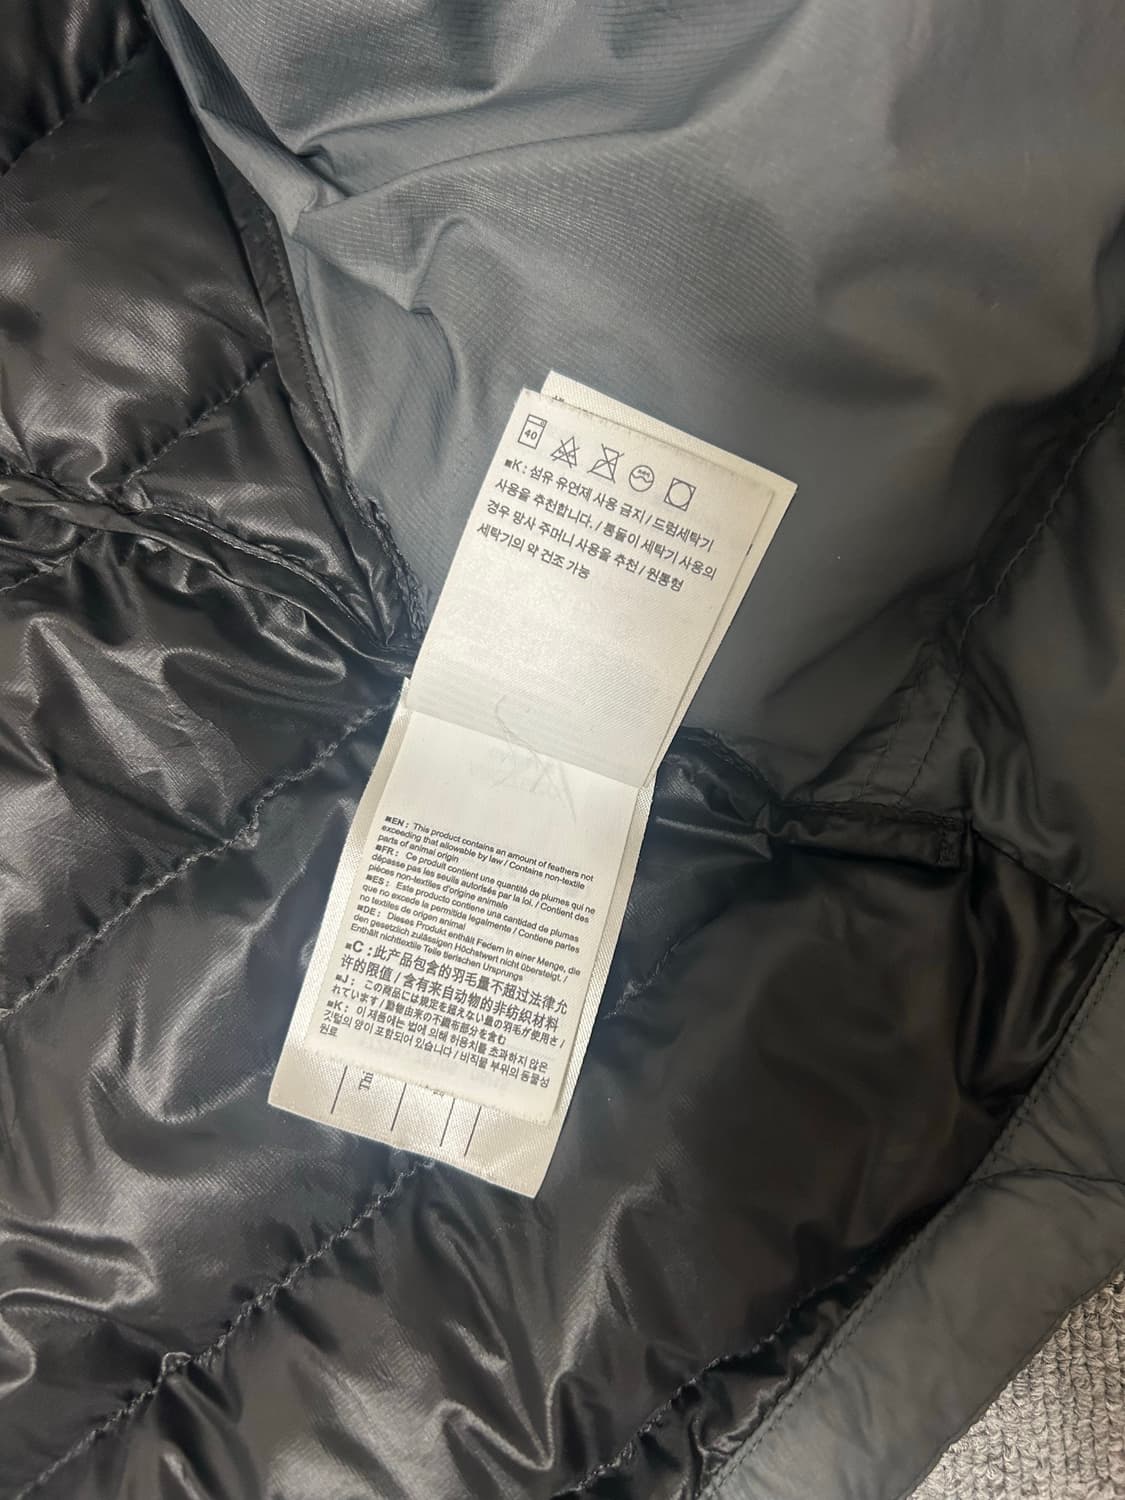 40
■K: 섬유 유연제 사용 금지 / 드럼세탁기
사용을 추천합니다. / 통돌이 세탁기 사용의
경우 망사 주머니 사용을 추천 / 원통형
세탁기의 약 건조 가능
■EN: This product contains an amount of feathers not
exceeding that allowable by law / Contains non-textile
parts of animal origin
■FR: Ce produit contient une quantité de plumes qui ne
dépasse pas les seuils autorisés par la loi. / Contient des
pièces non-textiles d'origine animale
■ES: Este producto contiene una cantidad de plumas
que no excede la permitida legalmente / Contiene partes
no textiles de origen animal
■DE: Dieses Produkt enthält Federn in einer Menge, die
den gesetzlich zulässigen Höchstwert nicht übersteigt. /
Enthält nichttextile Teile tierischen Ursprungs
■C:此产品包含的羽毛量不超过法律允
许的限值/含有来自动物的非纺织材料
■J: この商品には規定を超えない量の羽毛が使用さ
れています/動物由来の不織布部分を含む
■K: 이 제품에는 법에 의해 허용치를 초과하지 않은
깃털의 양이 포함되어 있습니다 / 비직물 부위의 동물성
원료